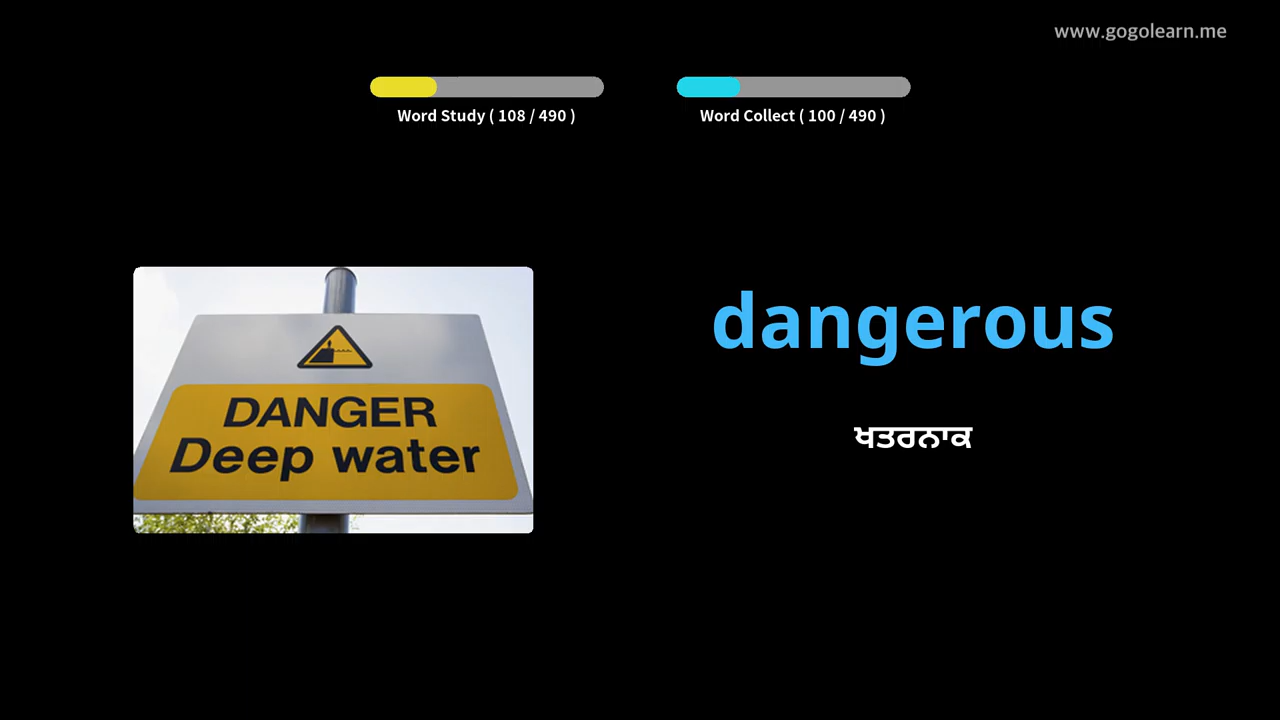 www.gogolearn.me
Word Study ( 108 / 490 )
Word Collect ( 100 / 490 )
DANGER
Deep water
dangerous
ਖਤਰਨਾਕ